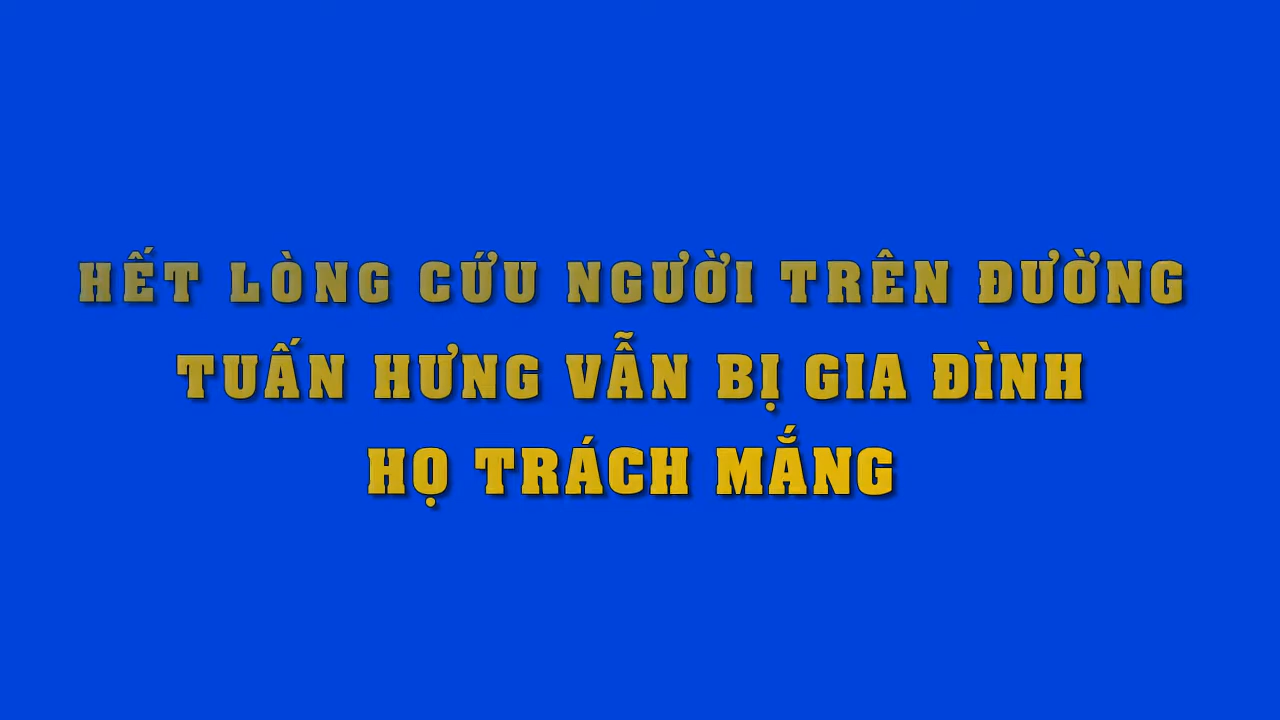 HẾT LÒNG CỨU NGƯỜI TRÊN ĐƯỜNG
TUẤN HƯNG VẪN BỊ GIA ĐÌNH
HỌ TRÁCH MẮNG